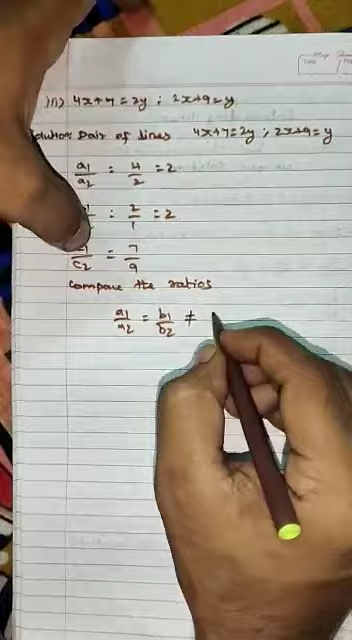 iii) 4x+7=2y ; 2x+9=y
Solution: Pair of lines 4x+7=2y ; 2x+9=y
a1/a2 = 4/2 = 2
: 2/1 = 2
c2 = 7/9
Compare the ratios
a1/a2 = b1/b2 ≠